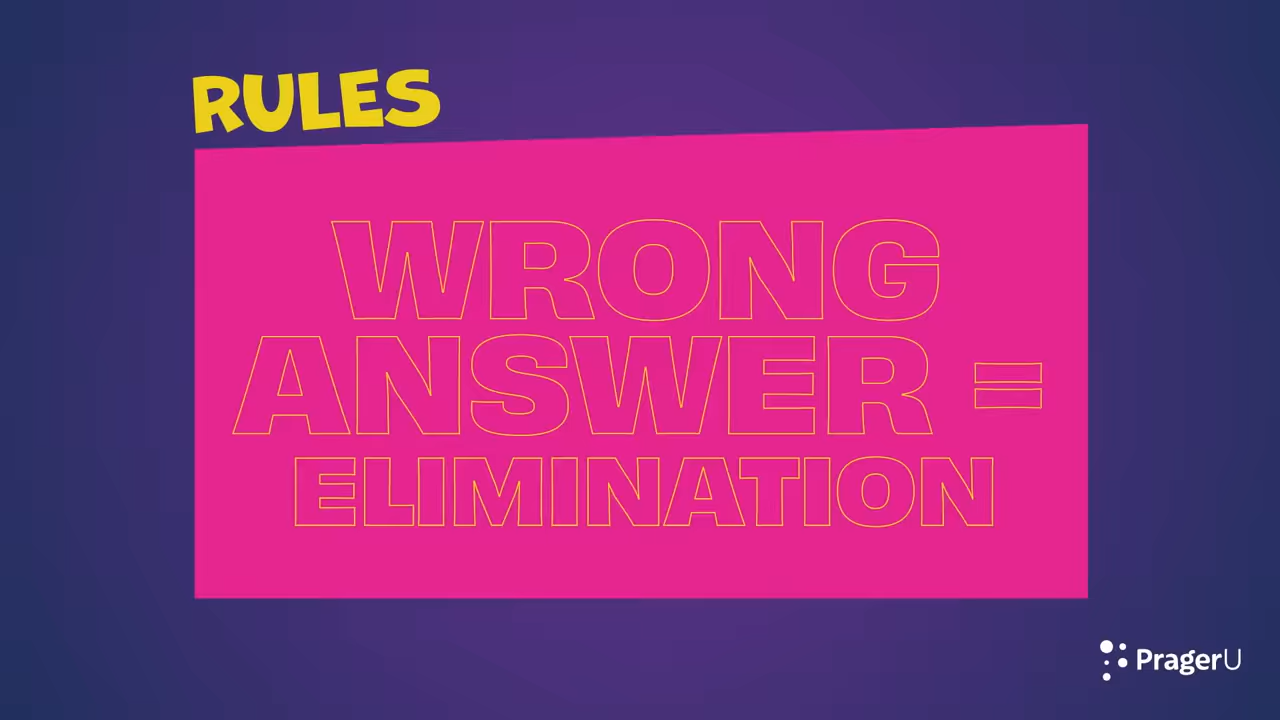 RULES
WRONG
ANSWER =
ELIMINATION
PragerU